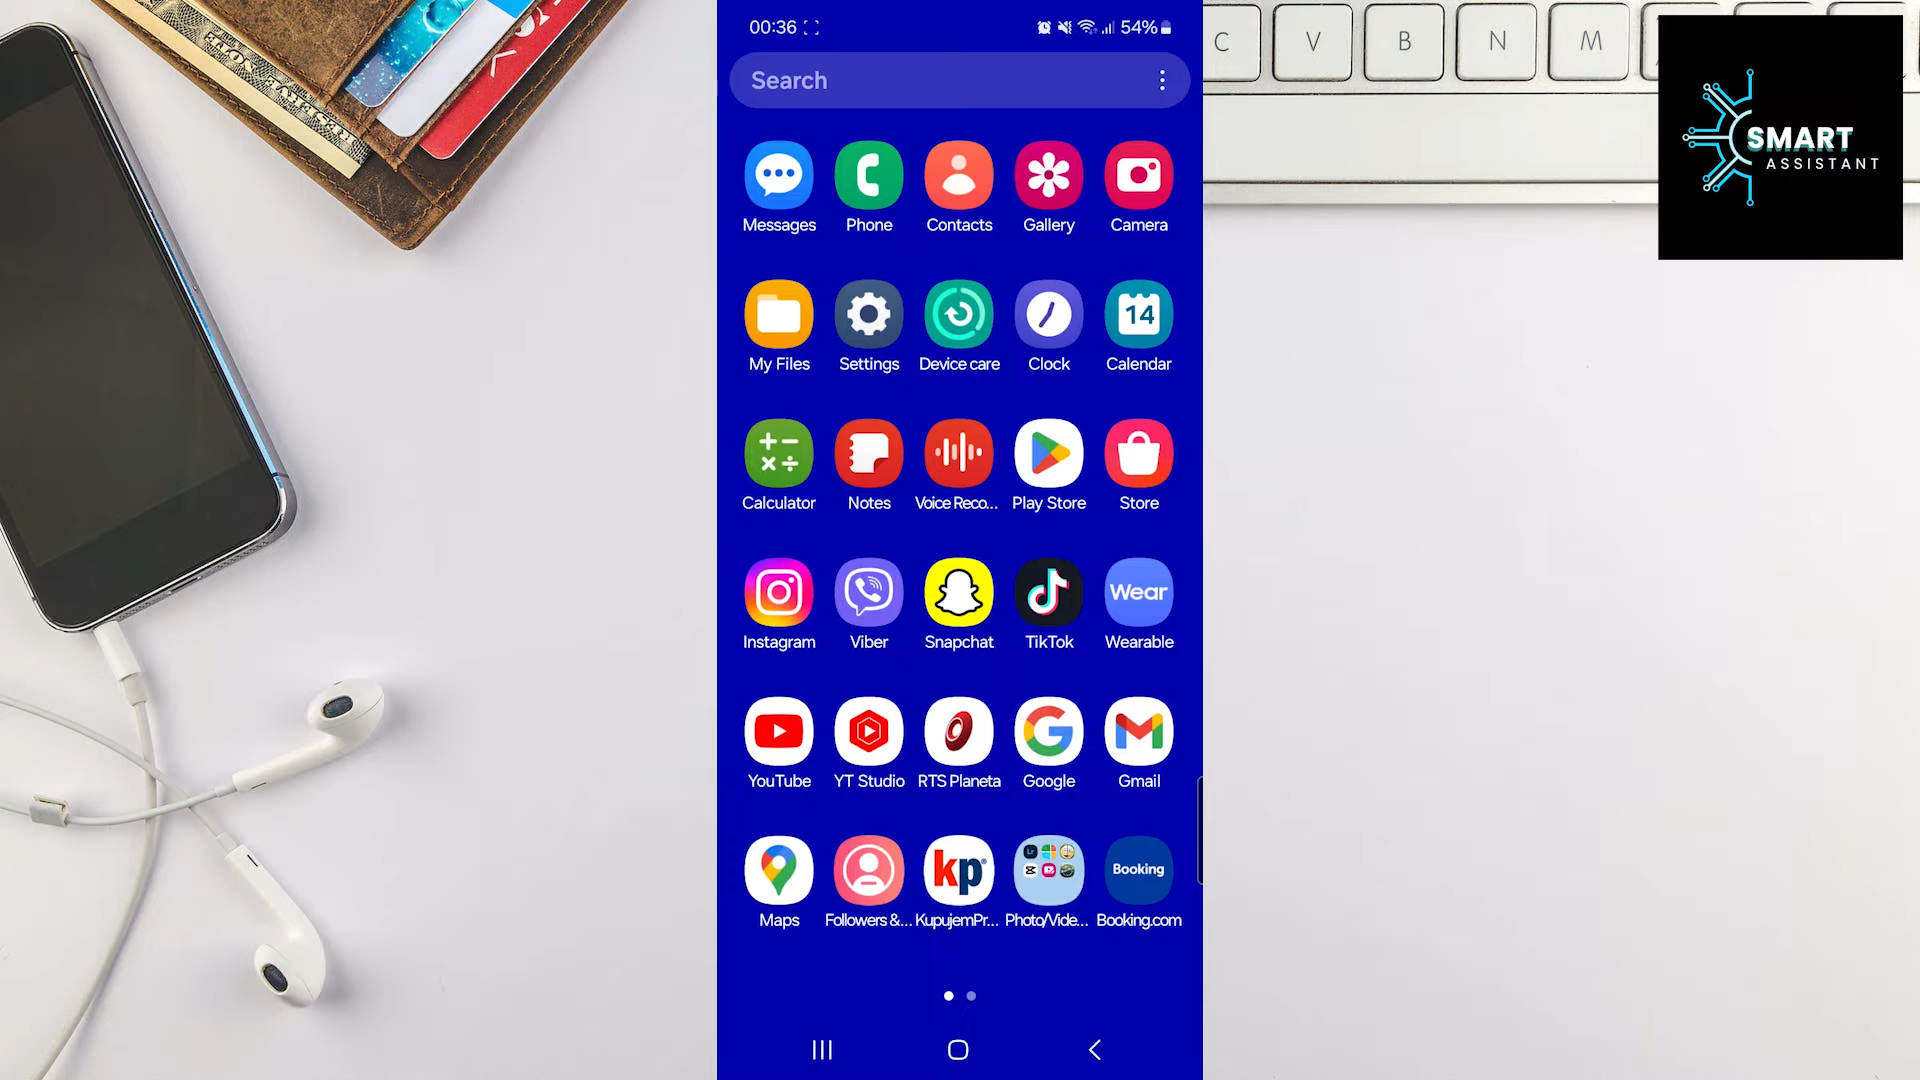 00:36
54%
Search
Messages
Phone
Contacts
Gallery
Camera
14
My Files
Settings
Device care
Clock
Calendar
Calculator
Notes
Voice Reco...
Play Store
Store
Wear
Instagram
Viber
Snapchat
TikTok
Wearable
YouTube
YT Studio
RTS Planeta
Google
Gmail
kp
Booking
Maps
Followers &...
KupujemPr...
Photo/Vide...
Booking.com
C V B N M
SMART
ASSISTANT